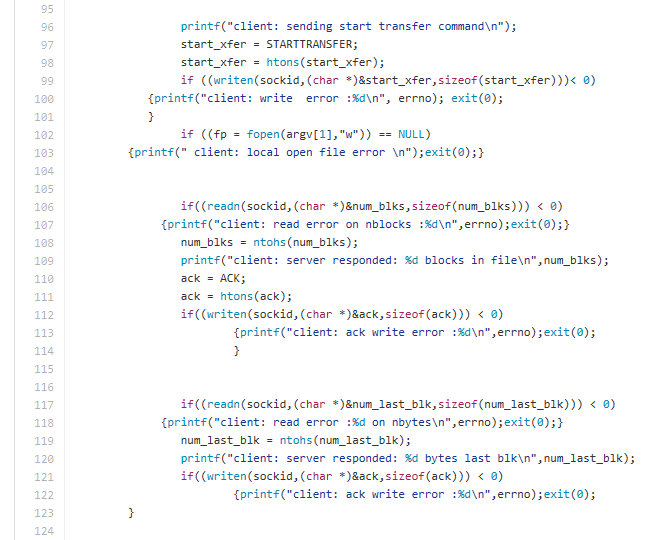 95
96 printf("client: sending start transfer command\n");
97 start_xfer = STARTTRANSFER;
98 start_xfer = htons(start_xfer);
99 if ((writen(sockid,(char *)&start_xfer,sizeof(start_xfer)))< 0)
100 {printf("client: write  error :%d\n", errno); exit(0);
101 }
102 if ((fp = fopen(argv[1],"w")) == NULL)
103 {printf(" client: local open file error \n");exit(0);}
104
105
106 if((readn(sockid,(char *)&num_blks,sizeof(num_blks))) < 0)
107 {printf("client: read error on nblocks :%d\n",errno);exit(0);}
108 num_blks = ntohs(num_blks);
109 printf("client: server responded: %d blocks in file\n",num_blks);
110 ack = ACK;
111 ack = htons(ack);
112 if((writen(sockid,(char *)&ack,sizeof(ack))) < 0)
113 {printf("client: ack write error :%d\n",errno);exit(0);
114 }
115
116
117 if((readn(sockid,(char *)&num_last_blk,sizeof(num_last_blk))) < 0)
118 {printf("client: read error :%d on nbytes\n",errno);exit(0);}
119 num_last_blk = ntohs(num_last_blk);
120 printf("client: server responded: %d bytes last blk\n",num_last_blk);
121 if((writen(sockid,(char *)&ack,sizeof(ack))) < 0)
122 {printf("client: ack write error :%d\n",errno);exit(0);
123 }
124